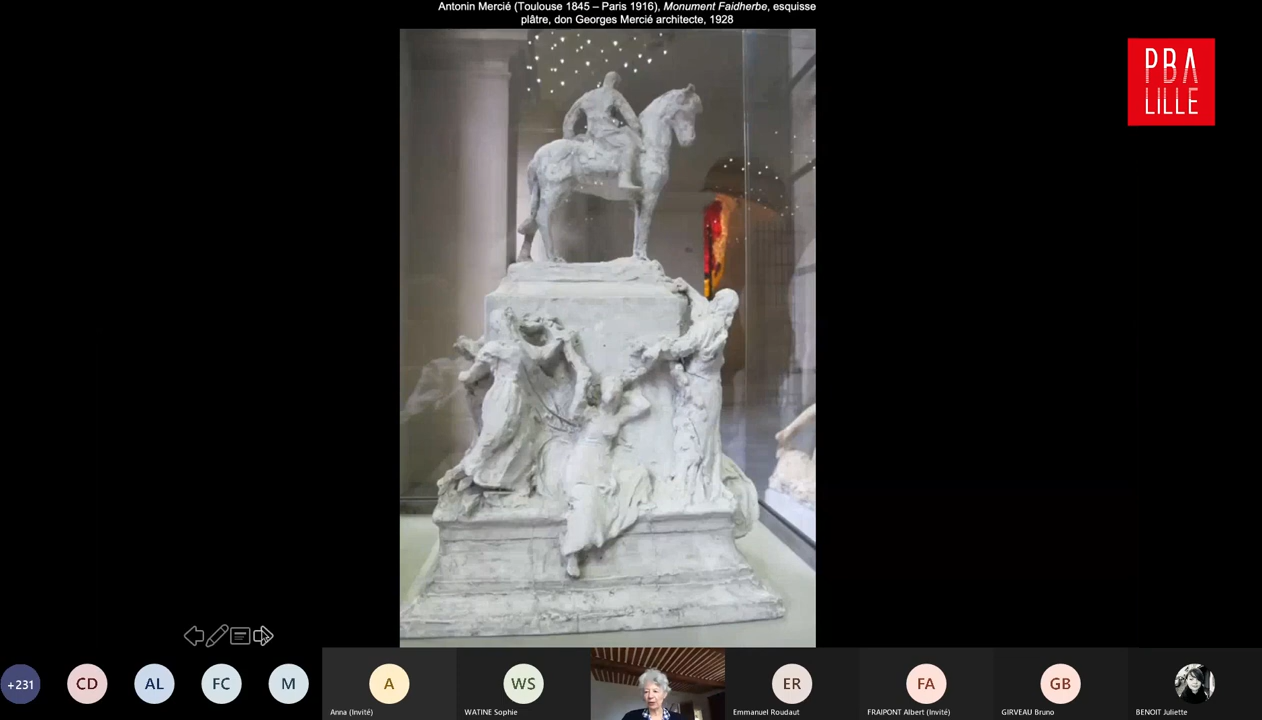 Antonin Mercié (Toulouse 1845 – Paris 1916), Monument Faidherbe, esquisse
plâtre, don Georges Mercié architecte, 1928
PBA
LILLE
+231
CD
AL
FC
M
A
WS
ER
FA
GB
Anna (Invité)
WATINE Sophie
Emmanuel Roudaut
FRAIPONT Albert (Invité)
GIRVEAU Bruno
BENOIT Juliette